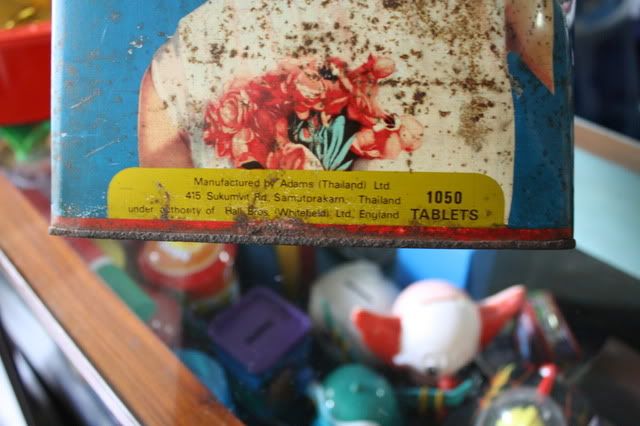 Manufactured by Adams (Thailand) Ltd.
415 Sukumvit Rd, Samutprakarn, Thailand
under authority of Hall Bros. (Whitefield) Ltd, England
1050
TABLETS